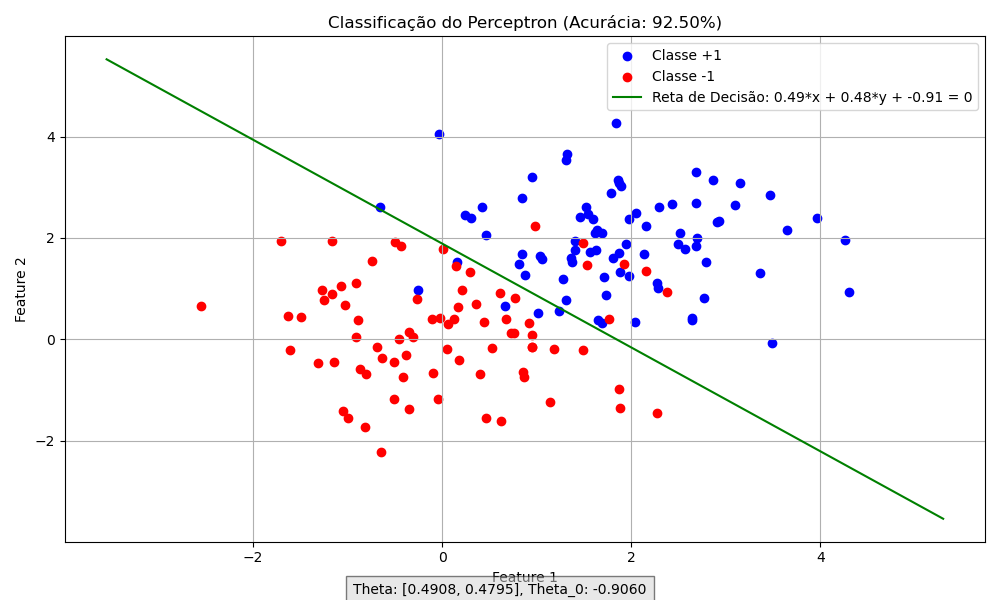 Classificação do Perceptron (Acurácia: 92.50%)
Classe +1
Classe -1
Reta de Decisão: 0.49*x + 0.48*y + -0.91 = 0
Feature 2
4
2
0
−2
−2
0
2
4
Feature 1
Theta: [0.4908, 0.4795], Theta_0: -0.9060